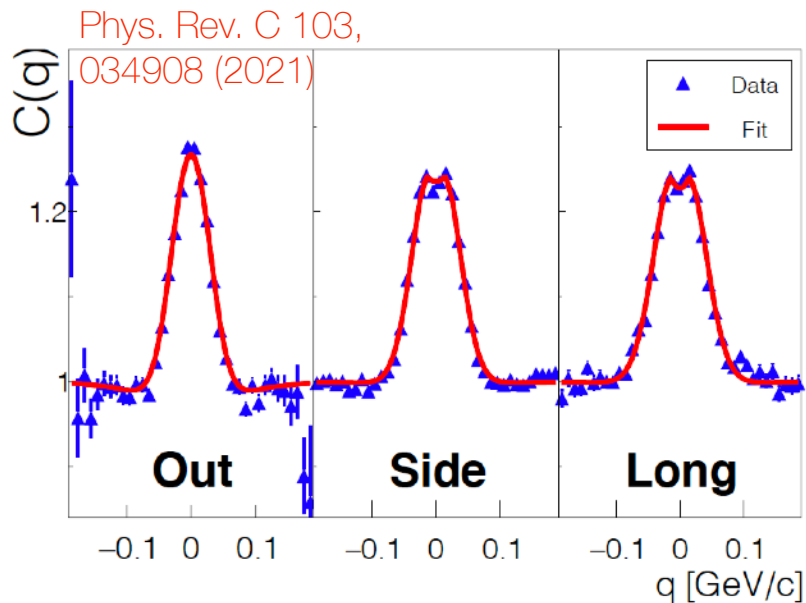 Phys. Rev. C 103,
034908 (2021)
C(q)
Data
Fit
1.2
1
Out
Side
Long
−0.1 0 0.1 −0.1 0 0.1 −0.1 0 0.1
q [GeV/c]